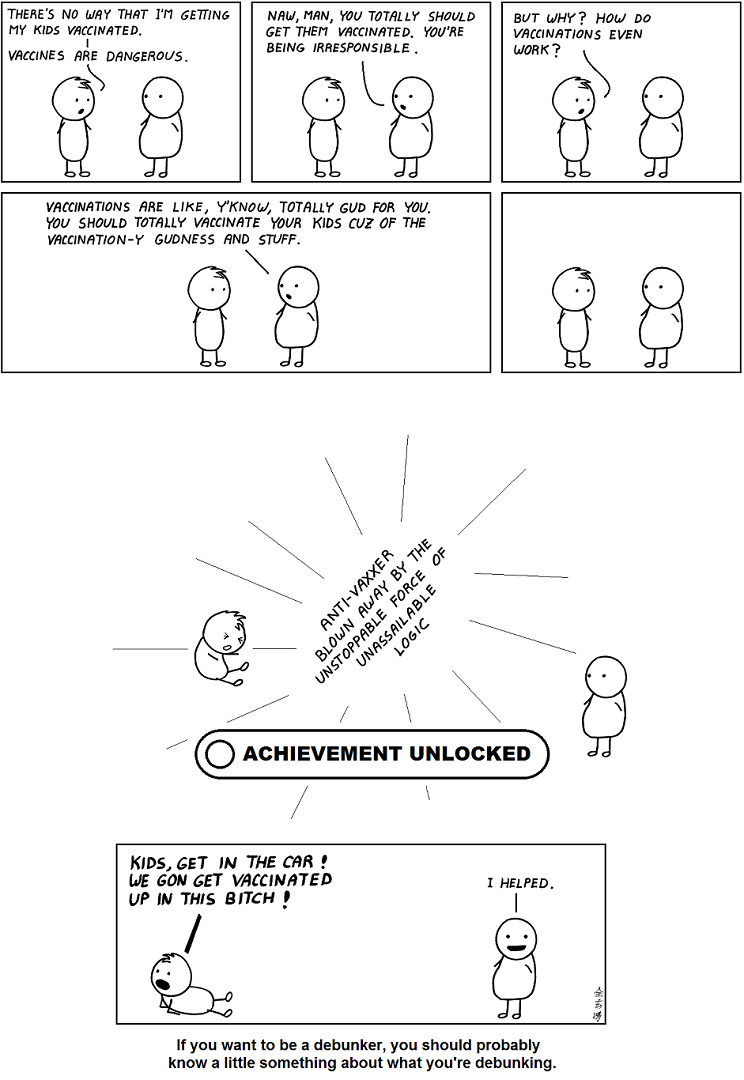 THERE'S NO WAY THAT I'M GETTING
MY KIDS VACCINATED.
VACCINES ARE DANGEROUS.
NAW, MAN, YOU TOTALLY SHOULD
GET THEM VACCINATED. YOU'RE
BEING IRRESPONSIBLE.
BUT WHY? HOW DO
VACCINATIONS EVEN
WORK?
VACCINATIONS ARE LIKE, Y'KNOW, TOTALLY GUD FOR YOU.
YOU SHOULD TOTALLY VACCINATE YOUR KIDS CUZ OF THE
VACCINATION-Y GUDNESS AND STUFF.
ANTI-VAXXER
BLOWN AWAY BY THE
UNSTOPPABLE FORCE OF
UNASSAILABLE
LOGIC
ACHIEVEMENT UNLOCKED
KIDS, GET IN THE CAR!
WE GON GET VACCINATED
UP IN THIS BITCH!
I HELPED.
If you want to be a debunker, you should probably
know a little something about what you're debunking.